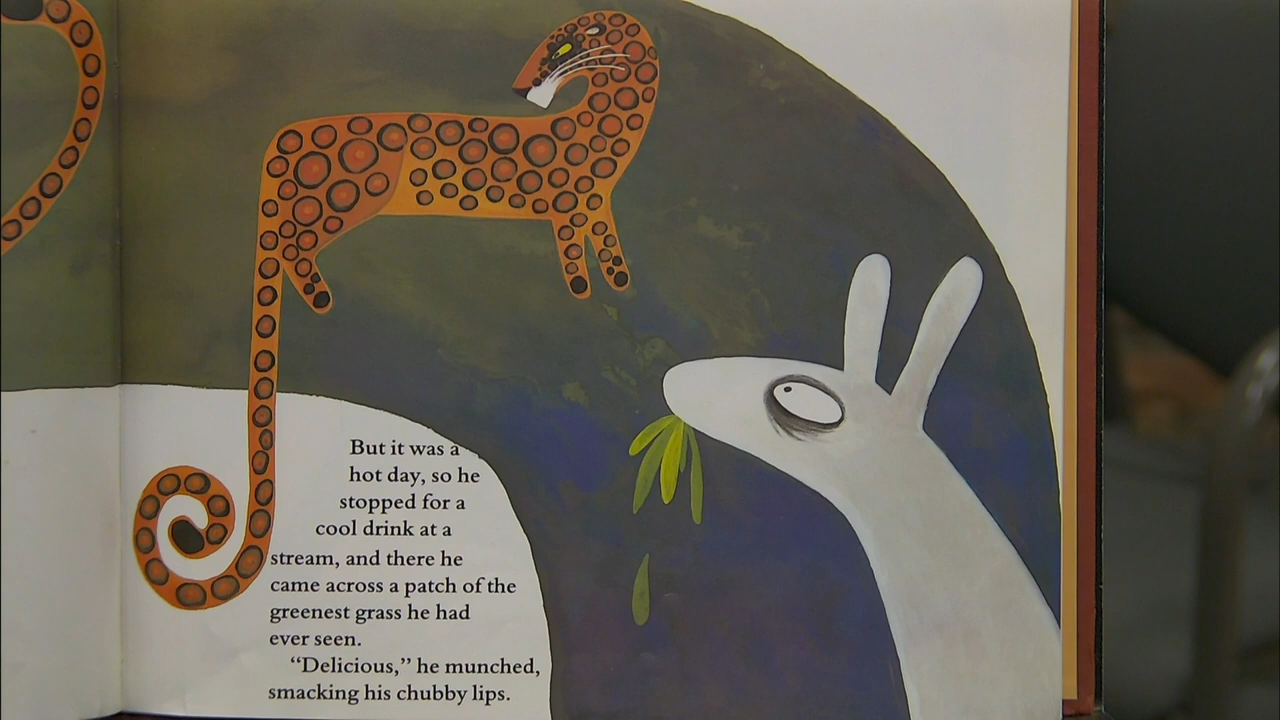 But it was a
hot day, so he
stopped for a
cool drink at a
stream, and there he
came across a patch of the
greenest grass he had
ever seen.
“Delicious,” he munched,
smacking his chubby lips.